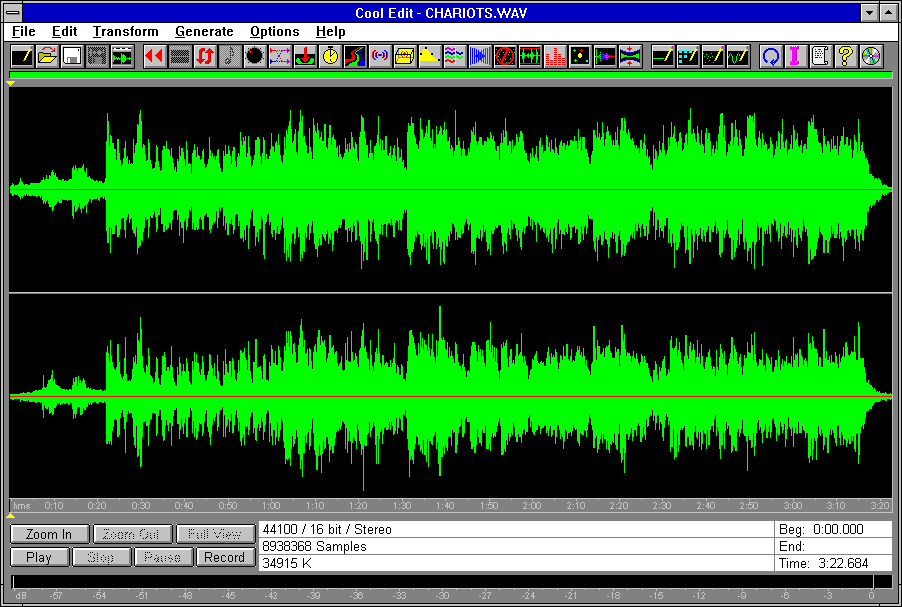 Cool Edit - CHARIOTS.WAV
File Edit Transform Generate Options Help
hms 0:10 0:20 0:30 0:40 0:50 1:00 1:10 1:20 1:30 1:40 1:50 2:00 2:10 2:20 2:30 2:40 2:50 3:00 3:10 3:20
Zoom In Zoom Out Full View
44100 / 16 bit / Stereo
Beg: 0:00.000
8938368 Samples
End:
Play Stop Pause Record
34915 K
Time: 3:22.684
dB -57 -54 -51 -48 -45 -42 -39 -36 -33 -30 -27 -24 -21 -18 -15 -12 -9 -6 -3 0